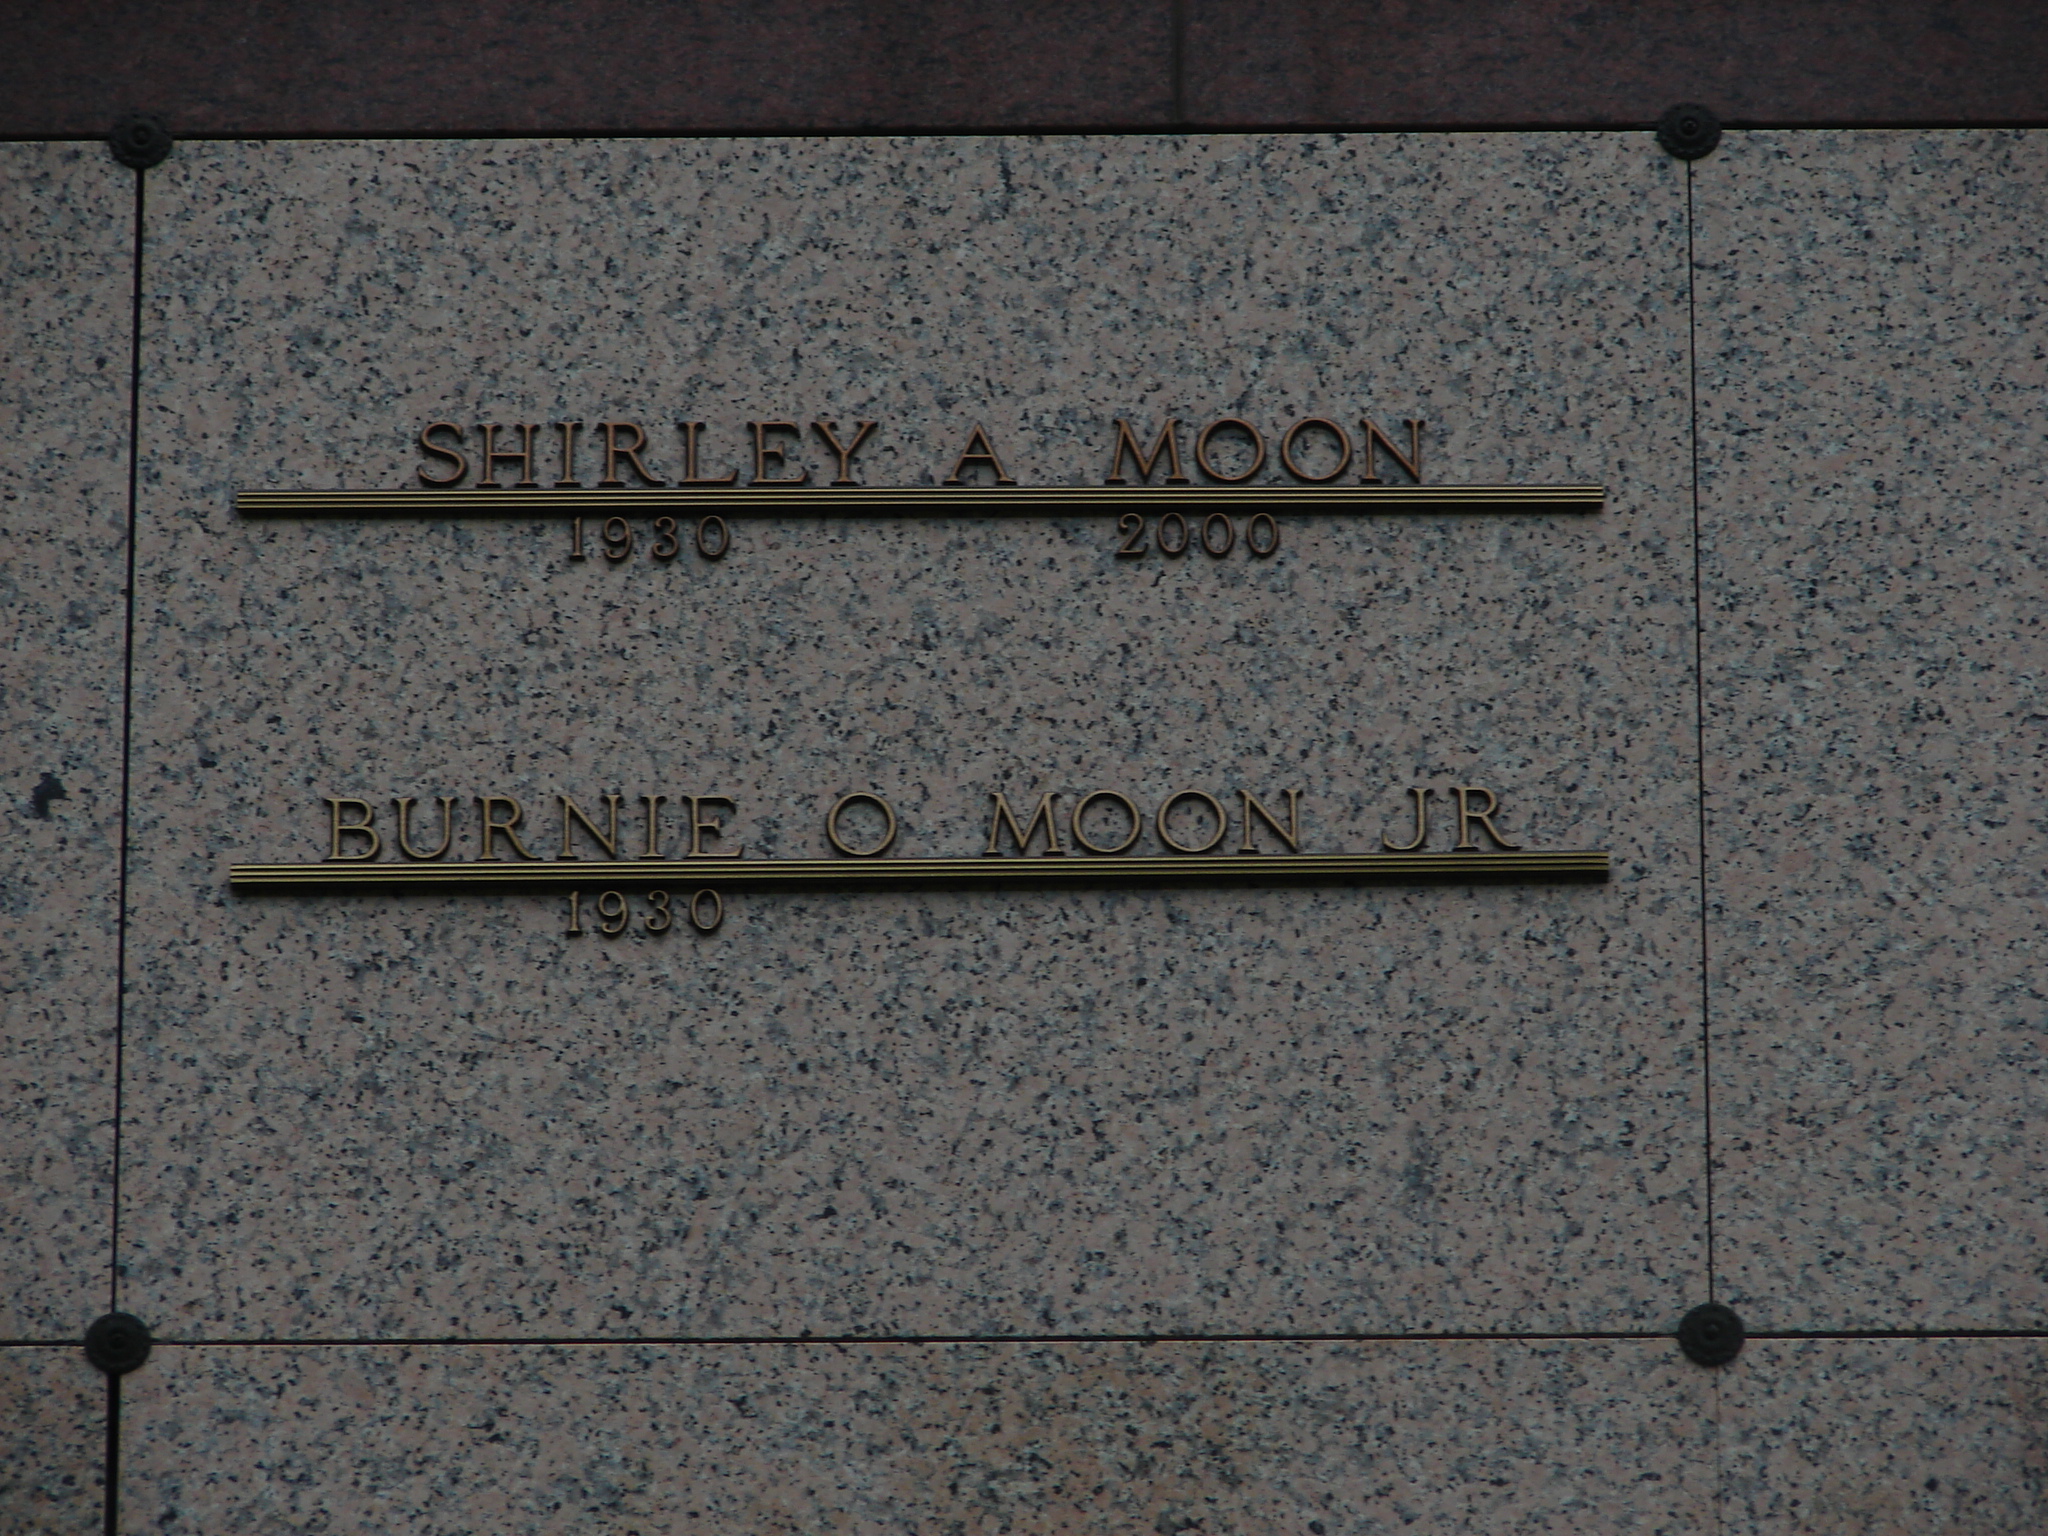 SHIRLEY A MOON
1930 2000
BURNIE O MOON JR
1930